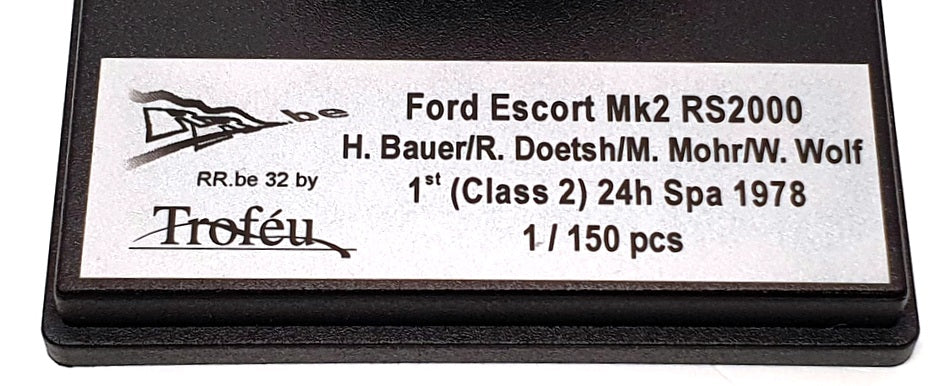 RR.be
RR.be 32 by
Troféu
Ford Escort Mk2 RS2000
H. Bauer/R. Doetsh/M. Mohr/W. Wolf
1st (Class 2) 24h Spa 1978
1 / 150 pcs